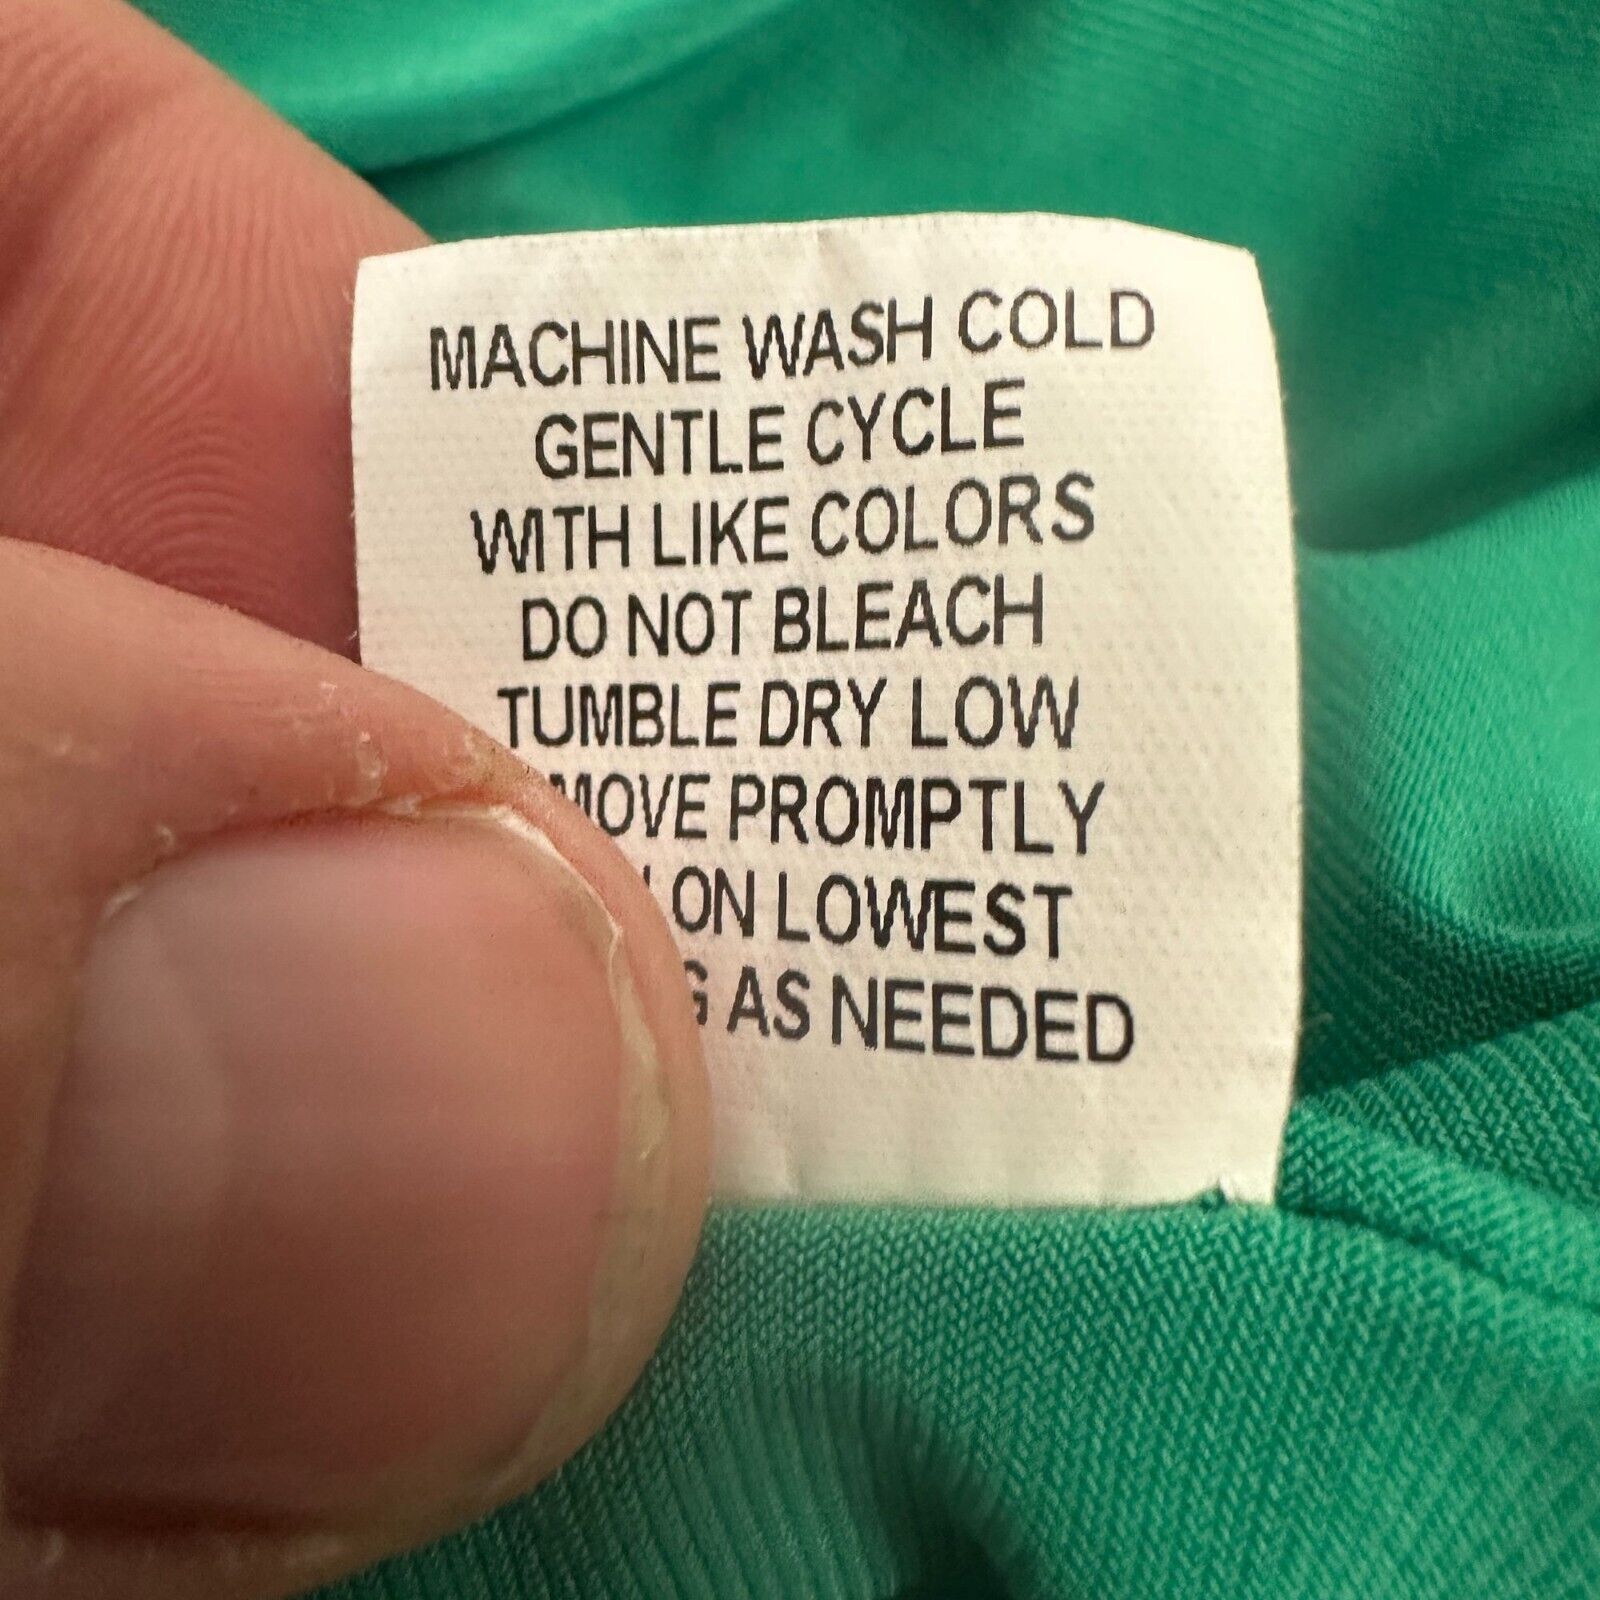 MACHINE WASH COLD
GENTLE CYCLE
WITH LIKE COLORS
DO NOT BLEACH
TUMBLE DRY LOW
PROMPTLY
ON LOWEST
AS NEEDED